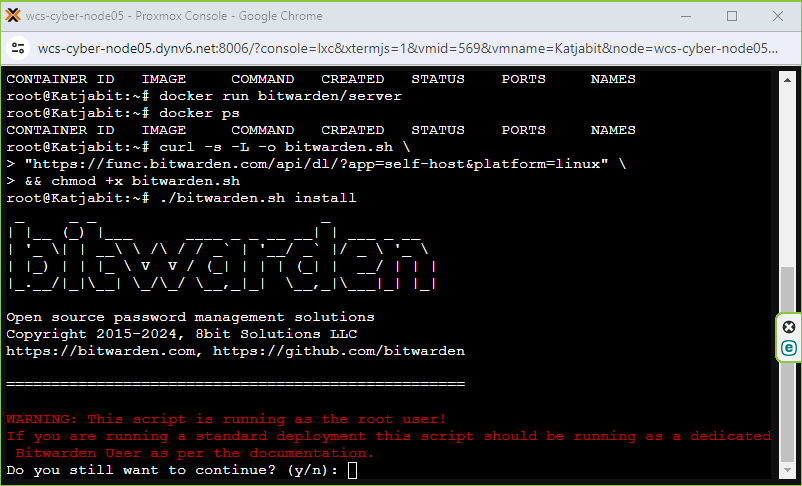 wcs-cyber-node05 - Proxmox Console - Google Chrome
wcs-cyber-node05.dynv6.net:8006/?console=lxc&xtermjs=1&vmid=569&vmname=Katjabit&node=wcs-cyber-node05...
CONTAINER ID   IMAGE     COMMAND   CREATED   STATUS    PORTS     NAMES
root@Katjabit:~# docker run bitwarden/server
root@Katjabit:~# docker ps
CONTAINER ID   IMAGE     COMMAND   CREATED   STATUS    PORTS     NAMES
root@Katjabit:~# curl -s -L -o bitwarden.sh \
> "https://func.bitwarden.com/api/dl/?app=self-host&platform=linux" \
> && chmod +x bitwarden.sh
root@Katjabit:~# ./bitwarden.sh install
bitwarden
Open source password management solutions
Copyright 2015-2024, 8bit Solutions LLC
https://bitwarden.com, https://github.com/bitwarden
===================================================
WARNING: This script is running as the root user!
If you are running a standard deployment this script should be running as a dedicated
Bitwarden User as per the documentation.
Do you still want to continue? (y/n):